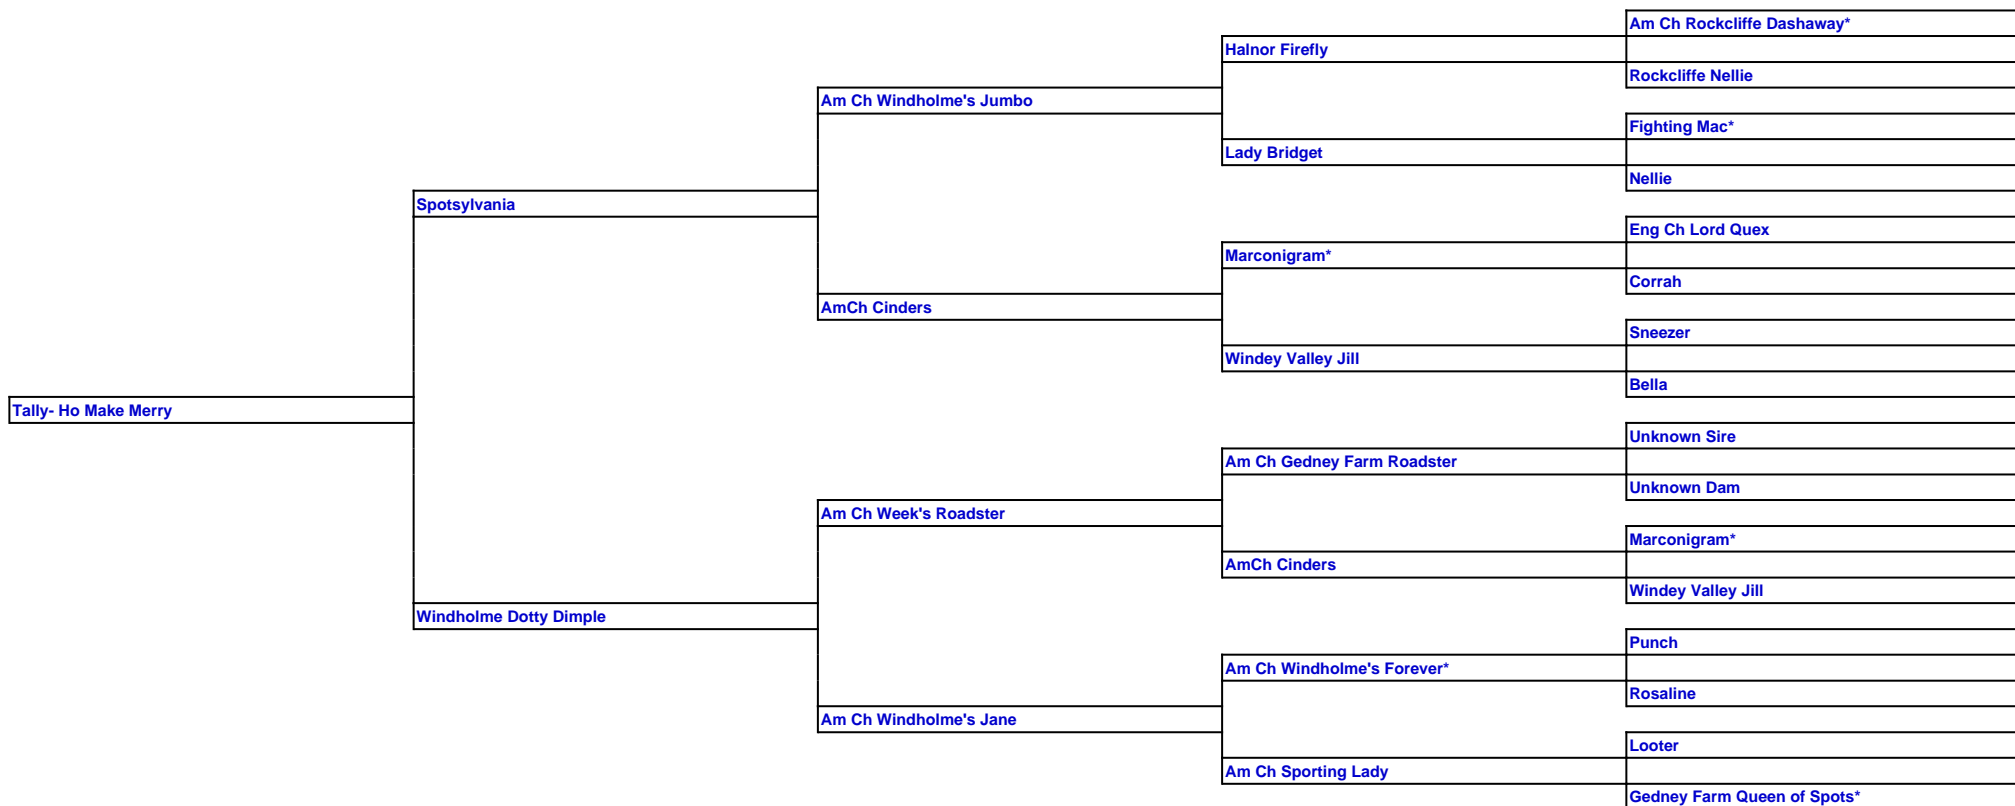 Am Ch Rockcliffe Dashaway*
Halnor Firefly
Rockcliffe Nellie
Am Ch Windholme's Jumbo
Fighting Mac*
Lady Bridget
Nellie
Spotsylvania
Eng Ch Lord Quex
Marconigram*
Corrah
AmCh Cinders
Sneezer
Windey Valley Jill
Bella
Tally- Ho Make Merry
Unknown Sire
Am Ch Gedney Farm Roadster
Unknown Dam
Am Ch Week's Roadster
Marconigram*
AmCh Cinders
Windey Valley Jill
Windholme Dotty Dimple
Punch
Am Ch Windholme's Forever*
Rosaline
Am Ch Windholme's Jane
Looter
Am Ch Sporting Lady
Gedney Farm Queen of Spots*